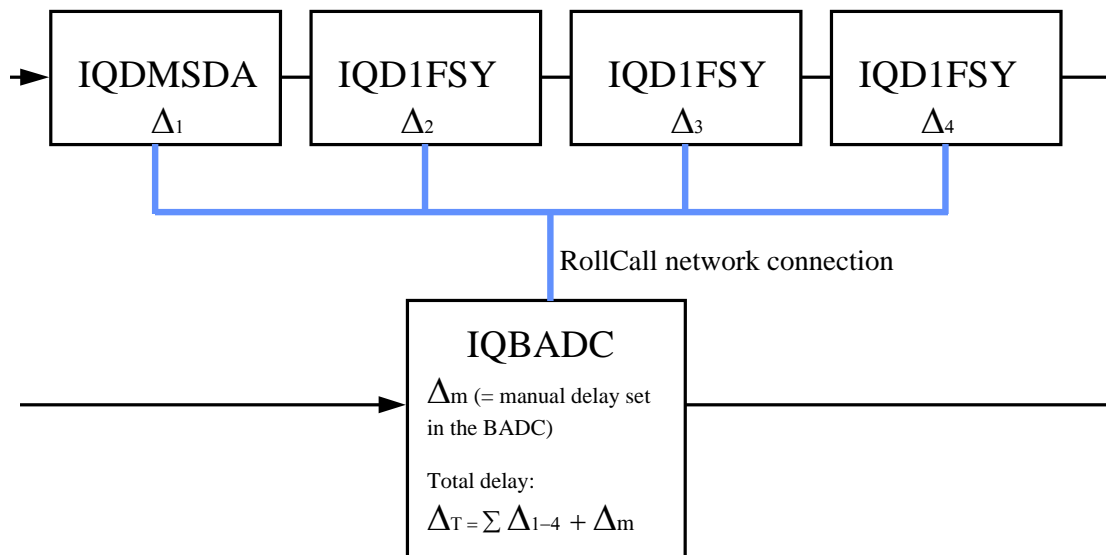 IQDMSDA IQD1FSY IQD1FSY IQD1FSY
Δ1 Δ2 Δ3 Δ4
RollCall network connection
IQBADC
Δm (= manual delay set
in the BADC)
Total delay:
ΔT = ∑ Δ1–4 + Δm